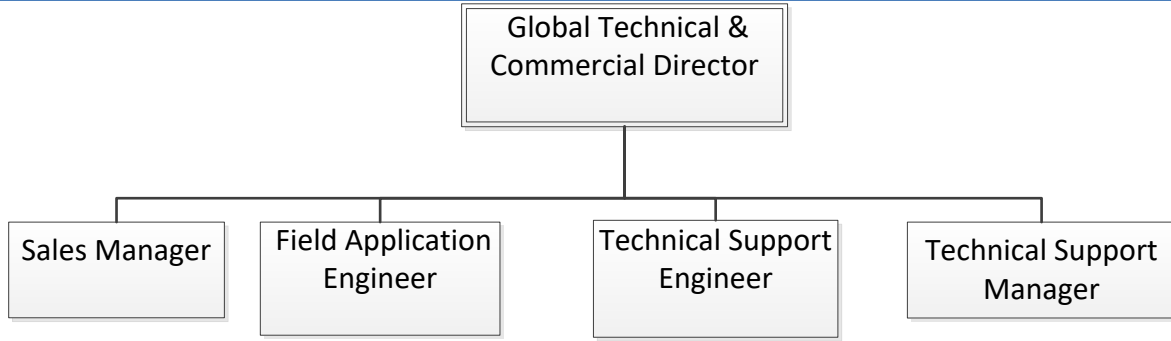 Global Technical &
Commercial Director
Sales Manager
Field Application
Engineer
Technical Support
Engineer
Technical Support
Manager